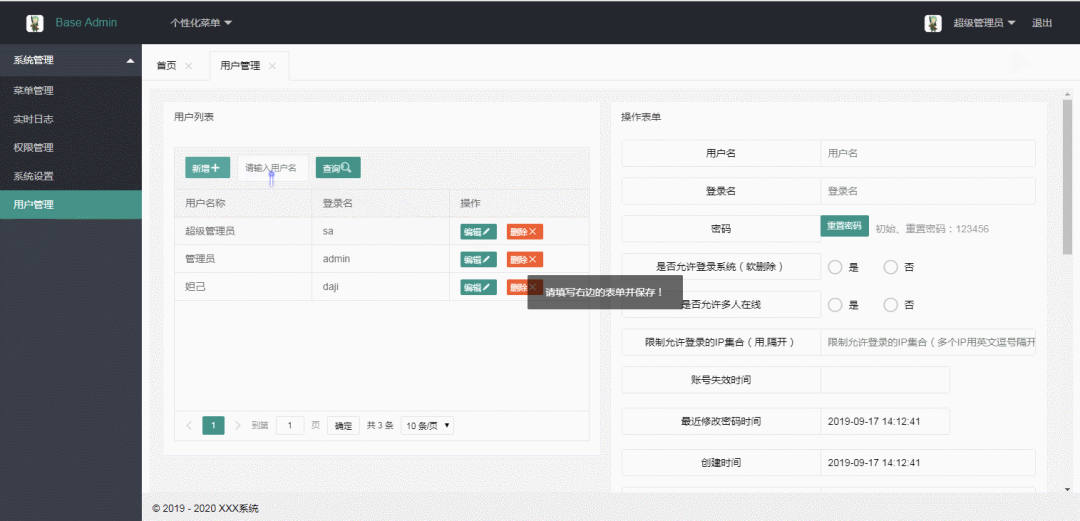 Base Admin
个性化菜单
超级管理员
退出
系统管理
菜单管理
实时日志
权限管理
系统设置
用户管理
首页
用户管理
用户列表
新增
请输入用户名
查询
用户名称 登录名 操作
超级管理员 sa 编辑 删除
管理员 admin 编辑 删除
妲己 daji 编辑 删除
1 到第 1 页 确定 共 3 条 10 条/页
请填写右边的表单并保存！
操作表单
用户名 用户名
登录名 登录名
密码 重置密码 初始、重置密码：123456
是否允许登录系统（软删除） 是 否
是否允许多人在线 是 否
限制允许登录的IP集合（用,隔开） 限制允许登录的IP集合（多个IP用英文逗号隔开
账号失效时间
最近修改密码时间 2019-09-17 14:12:41
创建时间 2019-09-17 14:12:41
© 2019 - 2020 XXX系统